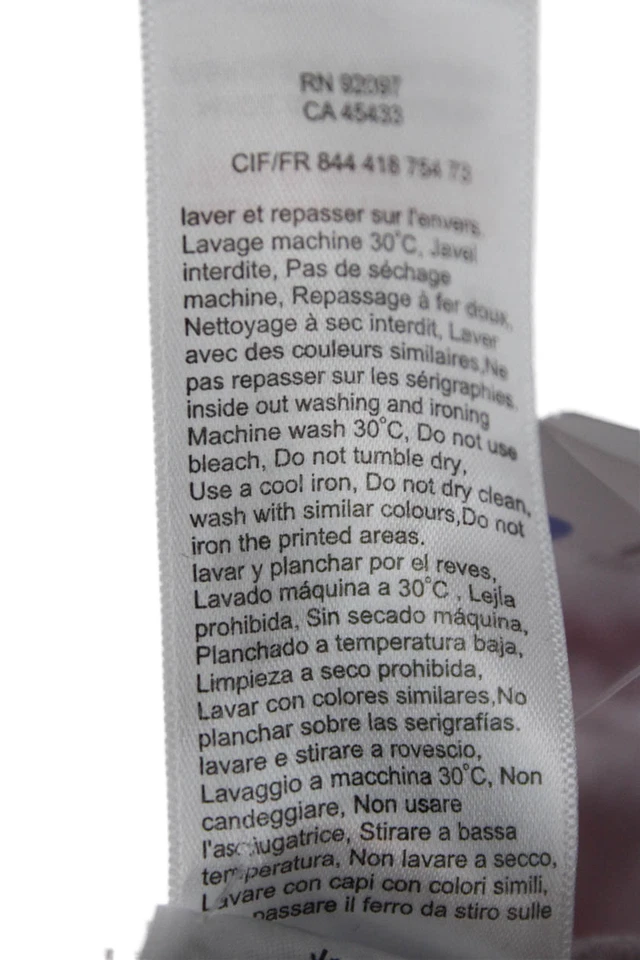 RN 92097
CA 45433
CIF/FR 844 418 754 73
laver et repasser sur l'envers,
Lavage machine 30°C, Javel
interdite, Pas de séchage
machine, Repassage à fer doux,
Nettoyage à sec interdit, Laver
avec des couleurs similaires,Ne
pas repasser sur les sérigraphies.
inside out washing and ironing
Machine wash 30°C, Do not use
bleach, Do not tumble dry,
Use a cool iron, Do not dry clean,
wash with similar colours,Do not
iron the printed areas.
lavar y planchar por el reves,
Lavado máquina a 30°C , Lejla
prohibida, Sin secado máquina,
Planchado a temperatura baja,
Limpieza a seco prohibida,
Lavar con colores similares,No
planchar sobre las serigrafías.
lavare e stirare a rovescio,
Lavaggio a macchina 30°C, Non
candeggiare, Non usare
l'asciugatrice, Stirare a bassa
temperatura, Non lavare a secco,
Lavare con capi con colori simili,
passare il ferro da stiro sulle